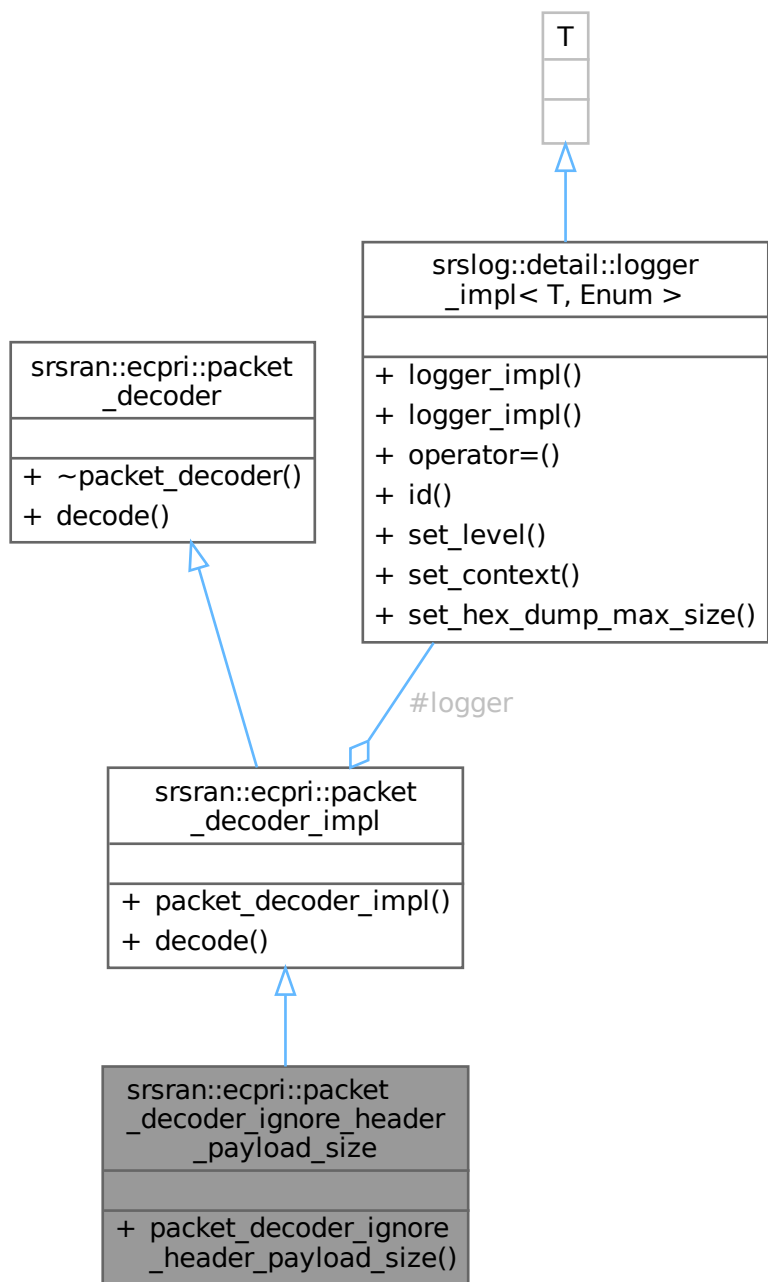 T
srslog::detail::logger
_impl< T, Enum >
+ logger_impl()
+ logger_impl()
+ operator=()
+ id()
+ set_level()
+ set_context()
+ set_hex_dump_max_size()
srsran::ecpri::packet
_decoder
+ ~packet_decoder()
+ decode()
#logger
srsran::ecpri::packet
_decoder_impl
+ packet_decoder_impl()
+ decode()
srsran::ecpri::packet
_decoder_ignore_header
_payload_size
+ packet_decoder_ignore
_header_payload_size()